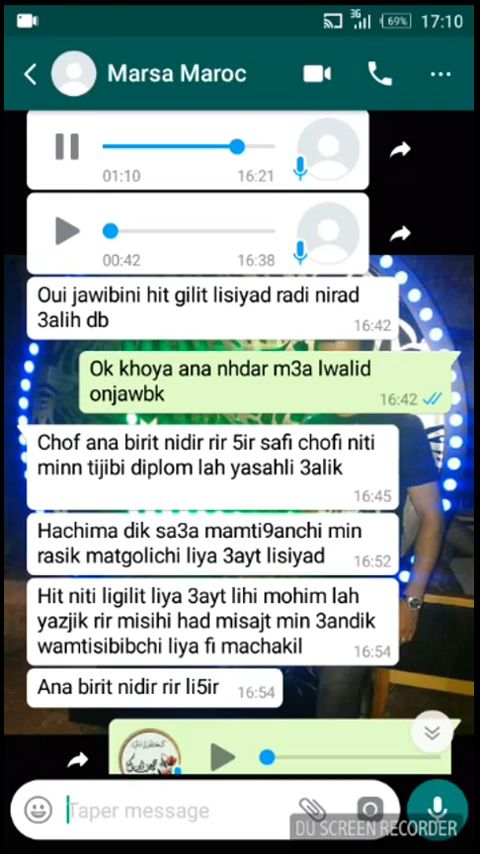 3G 69% 17:10
Marsa Maroc
01:10 16:21
00:42 16:38
Oui jawibini hit gilit lisiyad radi nirad
3alih db
16:42
Ok khoya ana nhdar m3a lwalid
onjawbk
16:42
Chof ana birit nidir rir 5ir safi chofi niti
minn tijibi diplom lah yasahli 3alik
16:45
Hachima dik sa3a mamti9anchi min
rasik matgolichi liya 3ayt lisiyad
16:52
Hit niti ligilit liya 3ayt lihi mohim lah
yazjik rir misihi had misajt min 3andik
wamtisibibchi liya fi machakil
16:54
Ana birit nidir rir li5ir 16:54
Taper message
DU SCREEN RECORDER